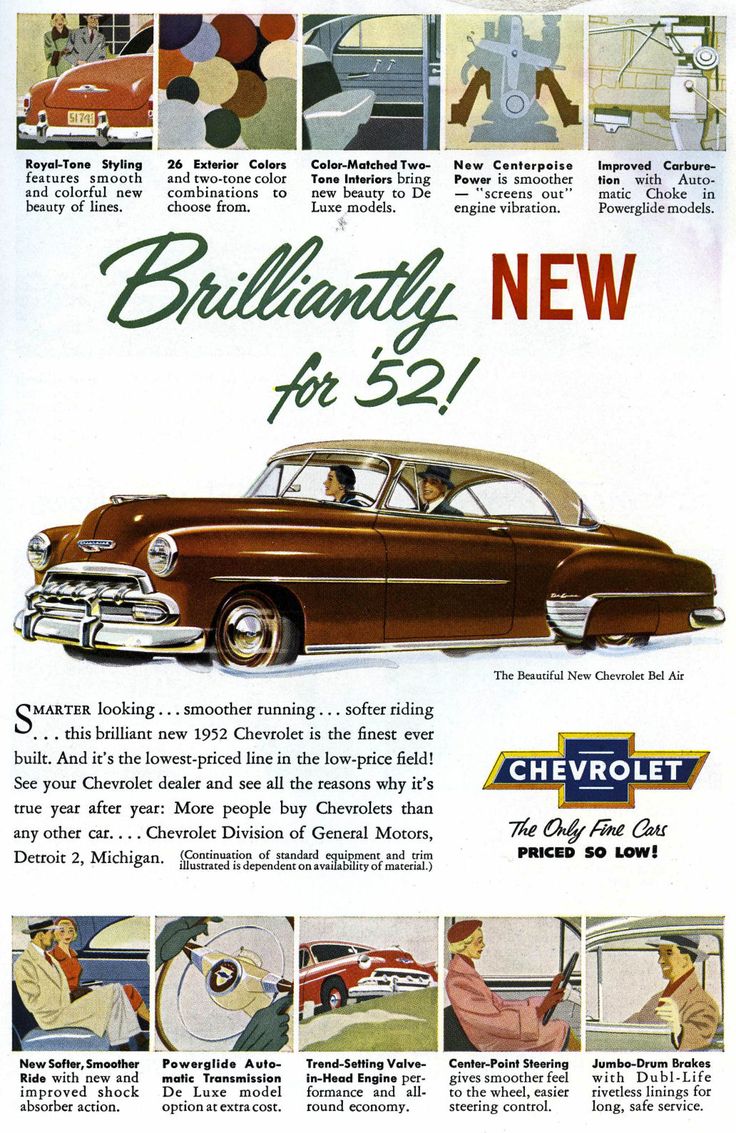 5174
Royal-Tone Styling
features smooth
and colorful new
beauty of lines.
26 Exterior Colors
and two-tone color
combinations to
choose from.
Color-Matched Two-
Tone Interiors bring
new beauty to De
Luxe models.
New Centerpoise
Power is smoother
— "screens out"
engine vibration.
Improved Carbure-
tion with Auto-
matic Choke in
Powerglide models.
Brilliantly NEW
for '52!
De Luxe
The Beautiful New Chevrolet Bel Air
SMARTER looking . . . smoother running . . . softer riding
. . . this brilliant new 1952 Chevrolet is the finest ever
built. And it's the lowest-priced line in the low-price field!
See your Chevrolet dealer and see all the reasons why it's
true year after year: More people buy Chevrolets than
any other car. . . . Chevrolet Division of General Motors,
Detroit 2, Michigan. (Continuation of standard equipment and trim
illustrated is dependent on availability of material.)
CHEVROLET
The Only Fine Cars
PRICED SO LOW!
New Softer, Smoother
Ride with new and
improved shock
absorber action.
Powerglide Auto-
matic Transmission
De Luxe model
option at extra cost.
Trend-Setting Valve-
in-Head Engine per-
formance and all-
round economy.
Center-Point Steering
gives smoother feel
to the wheel, easier
steering control.
Jumbo-Drum Brakes
with Dubl-Life
rivetless linings for
long, safe service.